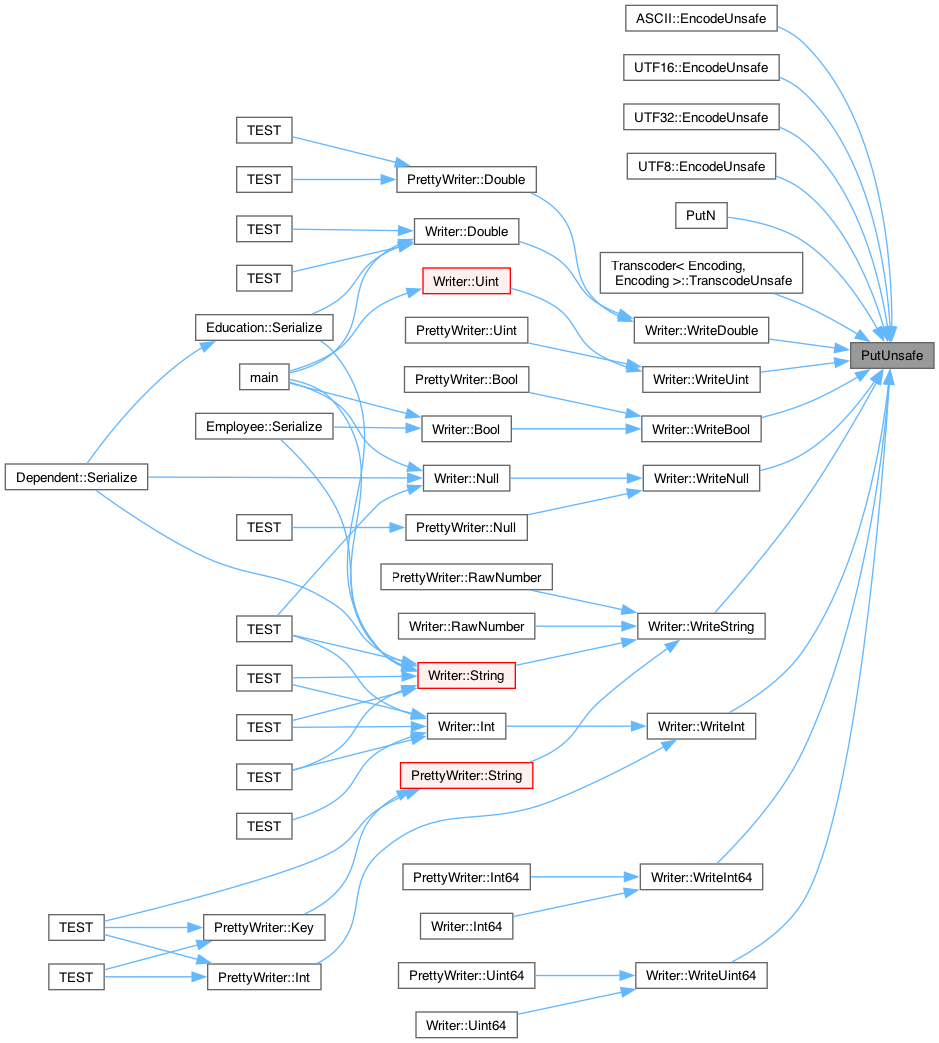 ASCII::EncodeUnsafe
UTF16::EncodeUnsafe
UTF32::EncodeUnsafe
TEST
UTF8::EncodeUnsafe
TEST
PrettyWriter::Double
PutN
TEST
Writer::Double
Transcoder< Encoding,
Encoding >::TranscodeUnsafe
TEST
Writer::Uint
Education::Serialize
PrettyWriter::Uint
Writer::WriteDouble
PutUnsafe
main
PrettyWriter::Bool
Writer::WriteUint
Employee::Serialize
Writer::Bool
Writer::WriteBool
Dependent::Serialize
Writer::Null
Writer::WriteNull
TEST
PrettyWriter::Null
PrettyWriter::RawNumber
TEST
Writer::RawNumber
Writer::WriteString
TEST
Writer::String
TEST
Writer::Int
Writer::WriteInt
TEST
PrettyWriter::String
TEST
PrettyWriter::Int64
Writer::WriteInt64
TEST
PrettyWriter::Key
Writer::Int64
TEST
PrettyWriter::Int
PrettyWriter::Uint64
Writer::WriteUint64
Writer::Uint64